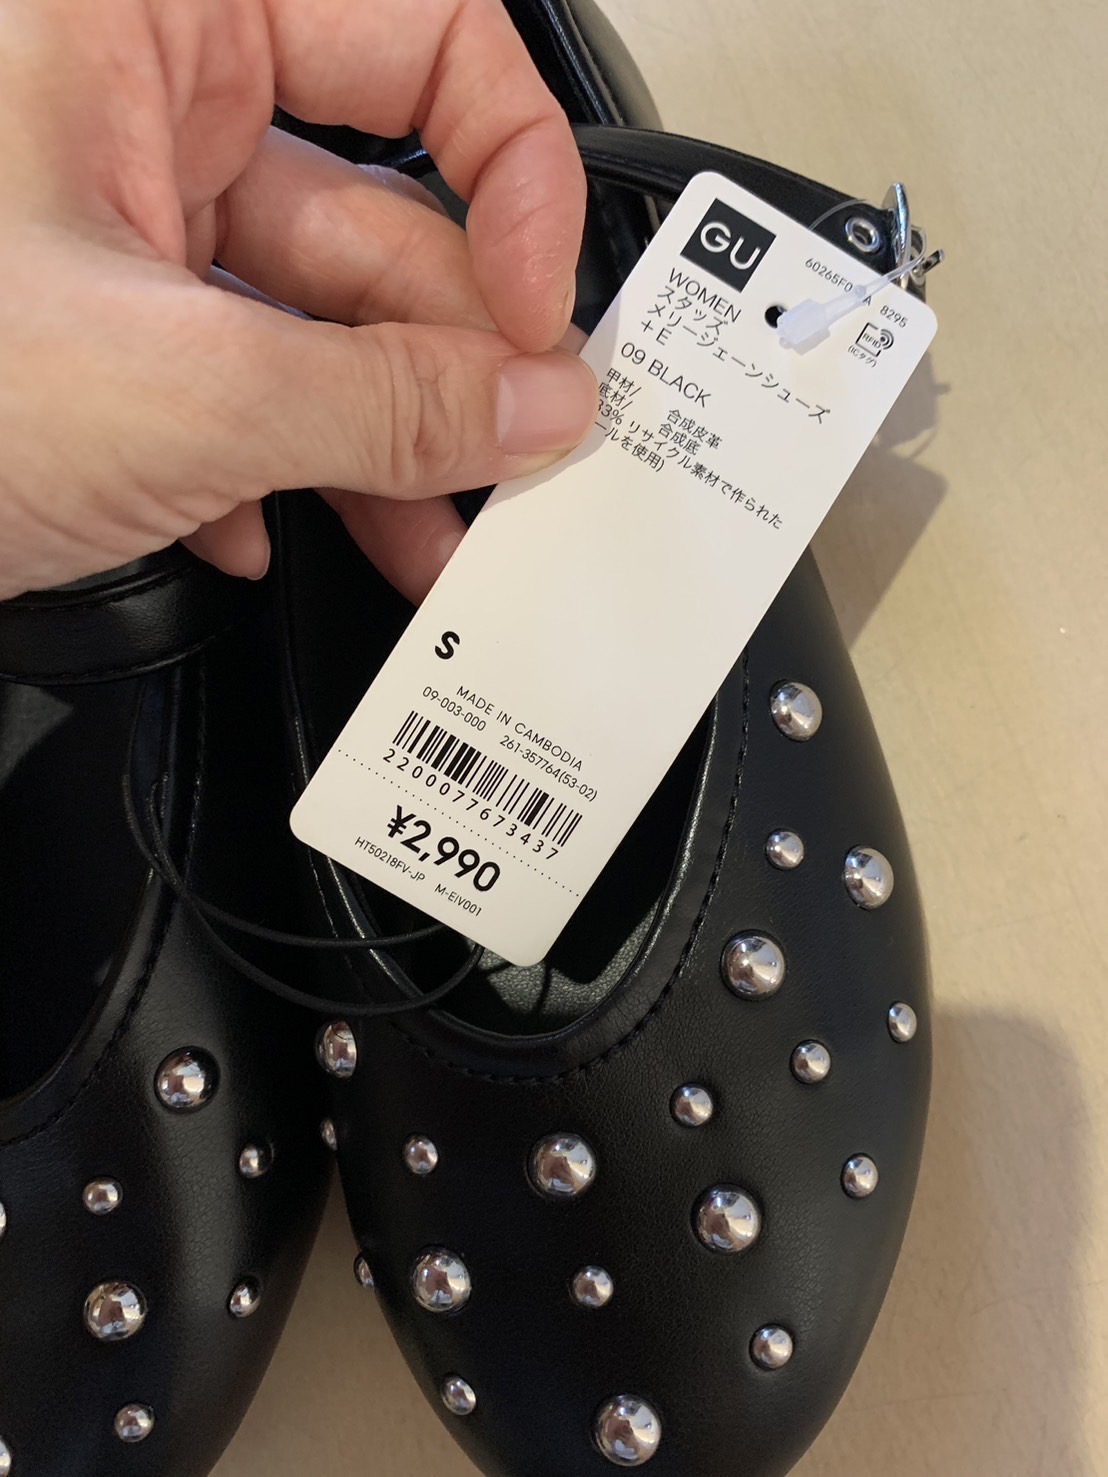 GU
60265F0 A 8295
RFID
(ICタグ)
WOMEN
スタッズ
メリージェーンシューズ
+E
09 BLACK
甲材/ 合成皮革
底材/ 合成底
33% リサイクル素材で作られた
ールを使用)
S
MADE IN CAMBODIA
09-003-000 261-357764(53-02)
2200077673437
¥2,990
HT50218FV-JP M-EiV001